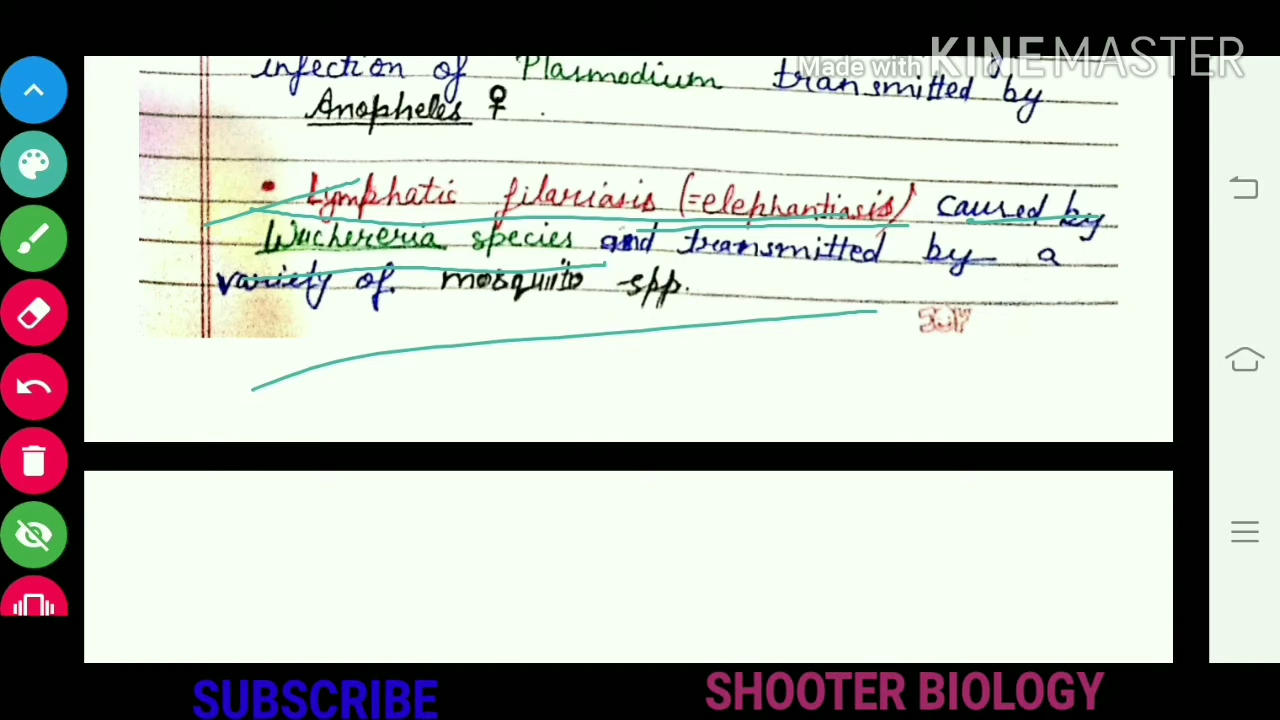 Made with KINEMASTER
infection of Plasmodium transmitted by
Anopheles ♀ .
• Lymphatic filariasis (=elephantiasis) caused by
Wuchereria species and transmitted by a
variety of mosquito spp.
JOY
SUBSCRIBE
SHOOTER BIOLOGY